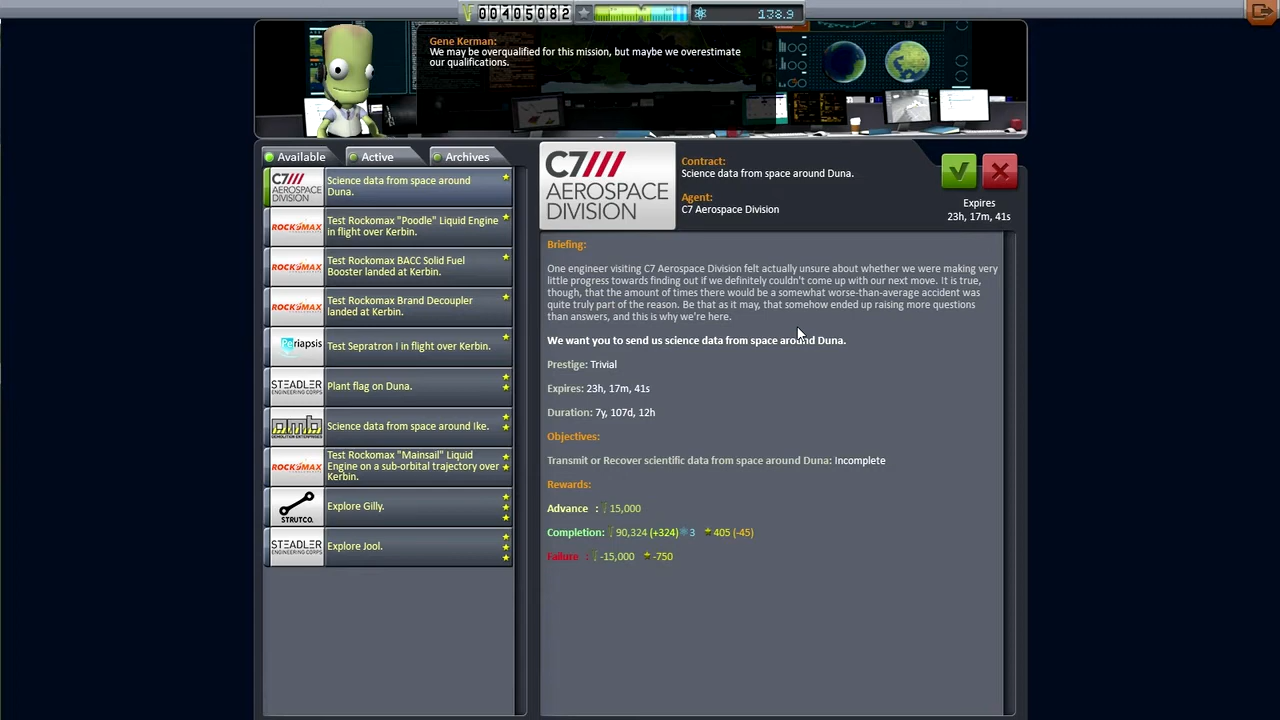 00405082
138.9
Gene Kerman:
We may be overqualified for this mission, but maybe we overestimate
our qualifications.
Available
Active
Archives
C7///
AEROSPACE
DIVISION
Science data from space around
Duna.
ROCKOMAX
Test Rockomax "Poodle" Liquid Engine
in flight over Kerbin.
ROCKOMAX
Test Rockomax BACC Solid Fuel
Booster landed at Kerbin.
ROCKOMAX
Test Rockomax Brand Decoupler
landed at Kerbin.
Periapsis
Test Sepratron I in flight over Kerbin.
STEADLER
ENGINEERING CORPS
Plant flag on Duna.
DEMOLITION ENTERPRISES
Science data from space around Ike.
ROCKOMAX
Test Rockomax "Mainsail" Liquid
Engine on a sub-orbital trajectory over
Kerbin.
STRUTCO.
Explore Gilly.
STEADLER
ENGINEERING CORPS
Explore Jool.
C7///
AEROSPACE
DIVISION
Contract:
Science data from space around Duna.
Agent:
C7 Aerospace Division
Expires
23h, 17m, 41s
Briefing:
One engineer visiting C7 Aerospace Division felt actually unsure about whether we were making very
little progress towards finding out if we definitely couldn't come up with our next move. It is true,
though, that the amount of times there would be a somewhat worse-than-average accident was
quite truly part of the reason. Be that as it may, that somehow ended up raising more questions
than answers, and this is why we're here.
We want you to send us science data from space around Duna.
Prestige: Trivial
Expires: 23h, 17m, 41s
Duration: 7y, 107d, 12h
Objectives:
Transmit or Recover scientific data from space around Duna: Incomplete
Rewards:
Advance : 15,000
Completion: 90,324 (+324) 3 405 (-45)
Failure : -15,000 -750